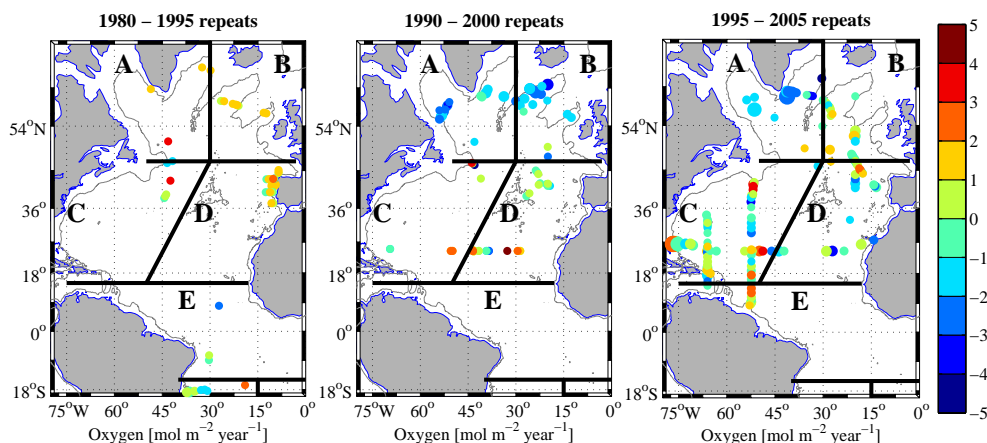 1980 – 1995 repeats
1990 – 2000 repeats
1995 – 2005 repeats
A
B
C
D
E
54°N
36°
18°
0°
18°S
75°W
60°
45°
30°
15°
0°
Oxygen [mol m⁻² year⁻¹]
A
B
C
D
E
54°N
36°
18°
0°
18°S
75°W
60°
45°
30°
15°
0°
Oxygen [mol m⁻² year⁻¹]
A
B
C
D
E
54°N
36°
18°
0°
18°S
75°W
60°
45°
30°
15°
0°
Oxygen [mol m⁻² year⁻¹]
5
4
3
2
1
0
−1
−2
−3
−4
−5